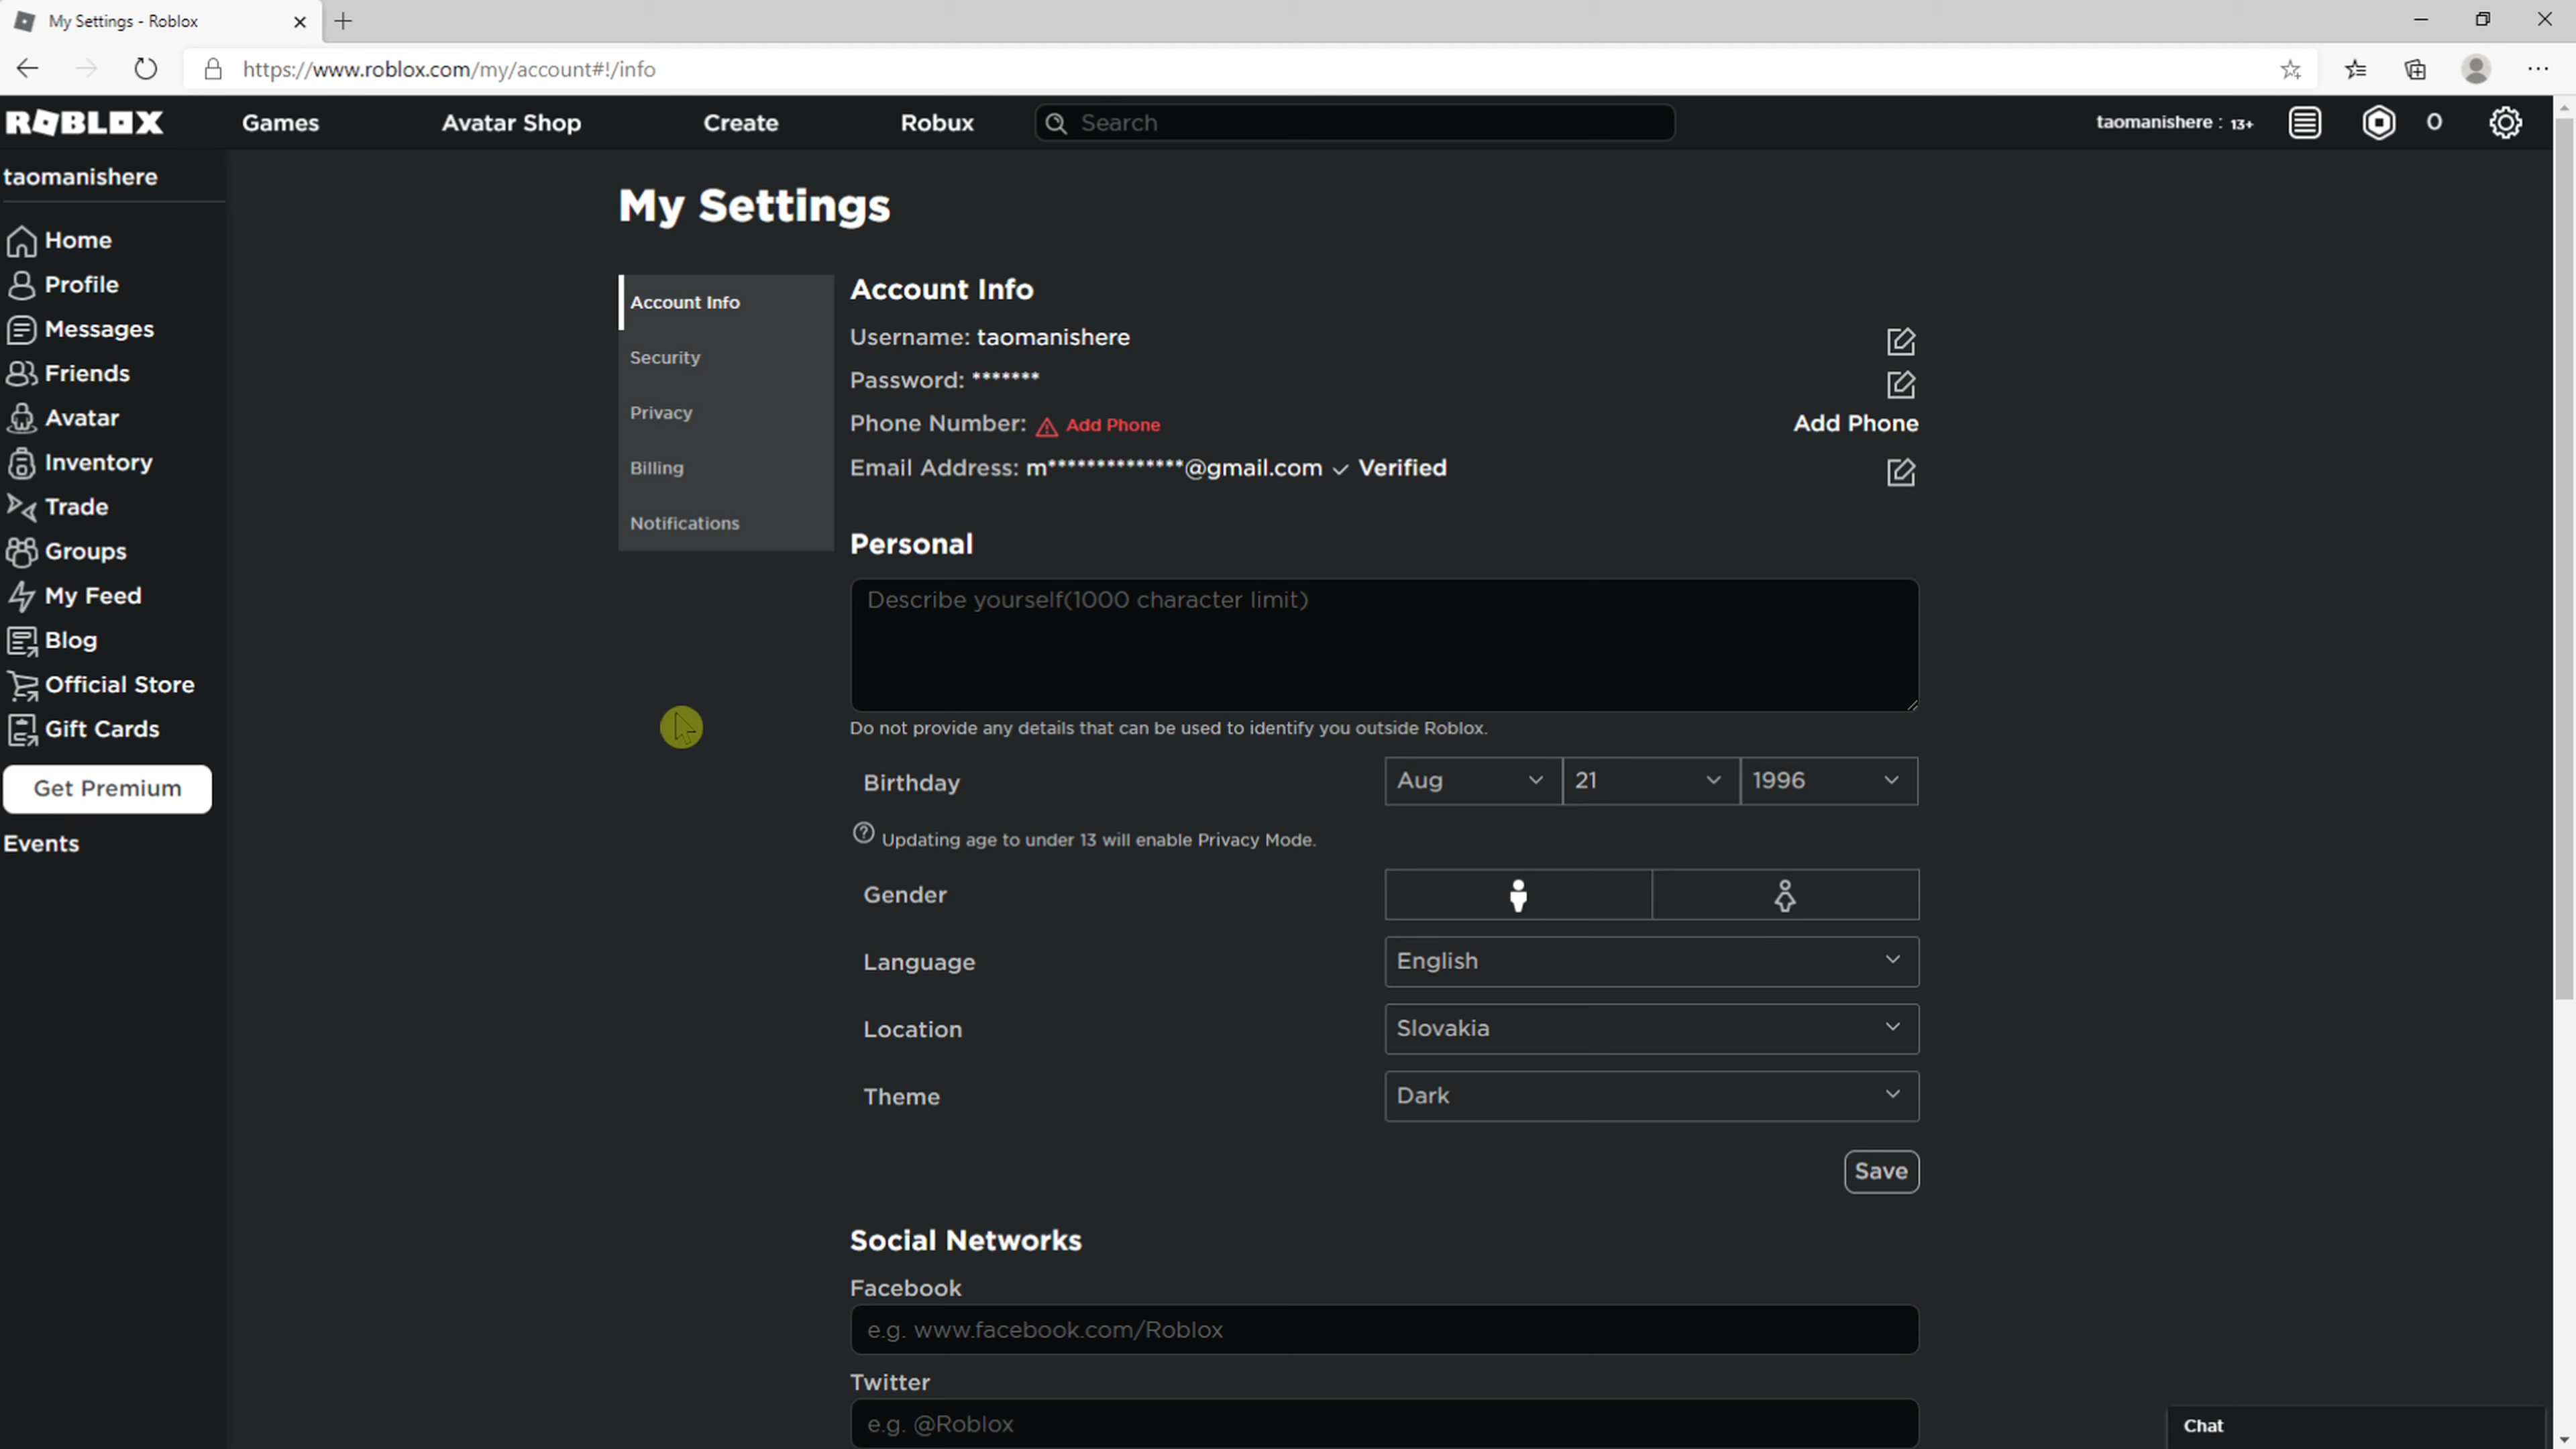 My Settings - Roblox
https://www.roblox.com/my/account#!/info
ROBLOX Games Avatar Shop Create Robux Search taomanishere : 13+ 0
taomanishere
Home
Profile
Messages
Friends
Avatar
Inventory
Trade
Groups
My Feed
Blog
Official Store
Gift Cards
Get Premium
Events
My Settings
Account Info
Security
Privacy
Billing
Notifications
Account Info
Username: taomanishere
Password: *******
Phone Number: Add Phone Add Phone
Email Address: m**************@gmail.com ✓ Verified
Personal
Describe yourself(1000 character limit)
Do not provide any details that can be used to identify you outside Roblox.
Birthday Aug 21 1996
Updating age to under 13 will enable Privacy Mode.
Gender
Language English
Location Slovakia
Theme Dark
Save
Social Networks
Facebook
e.g. www.facebook.com/Roblox
Twitter
e.g. @Roblox
Chat